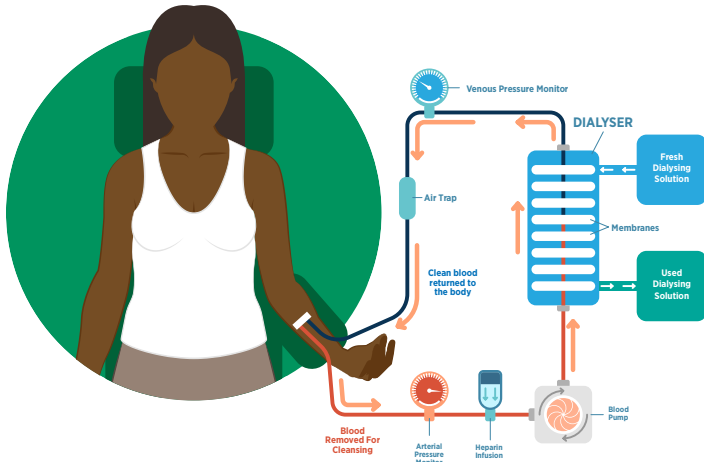 Venous Pressure Monitor
DIALYSER
Fresh
Dialysing
Solution
Air Trap
Membranes
Clean blood
returned to
the body
Used
Dialysing
Solution
Blood
Removed For
Cleansing
Arterial
Pressure
Monitor
Heparin
Infusion
Blood
Pump